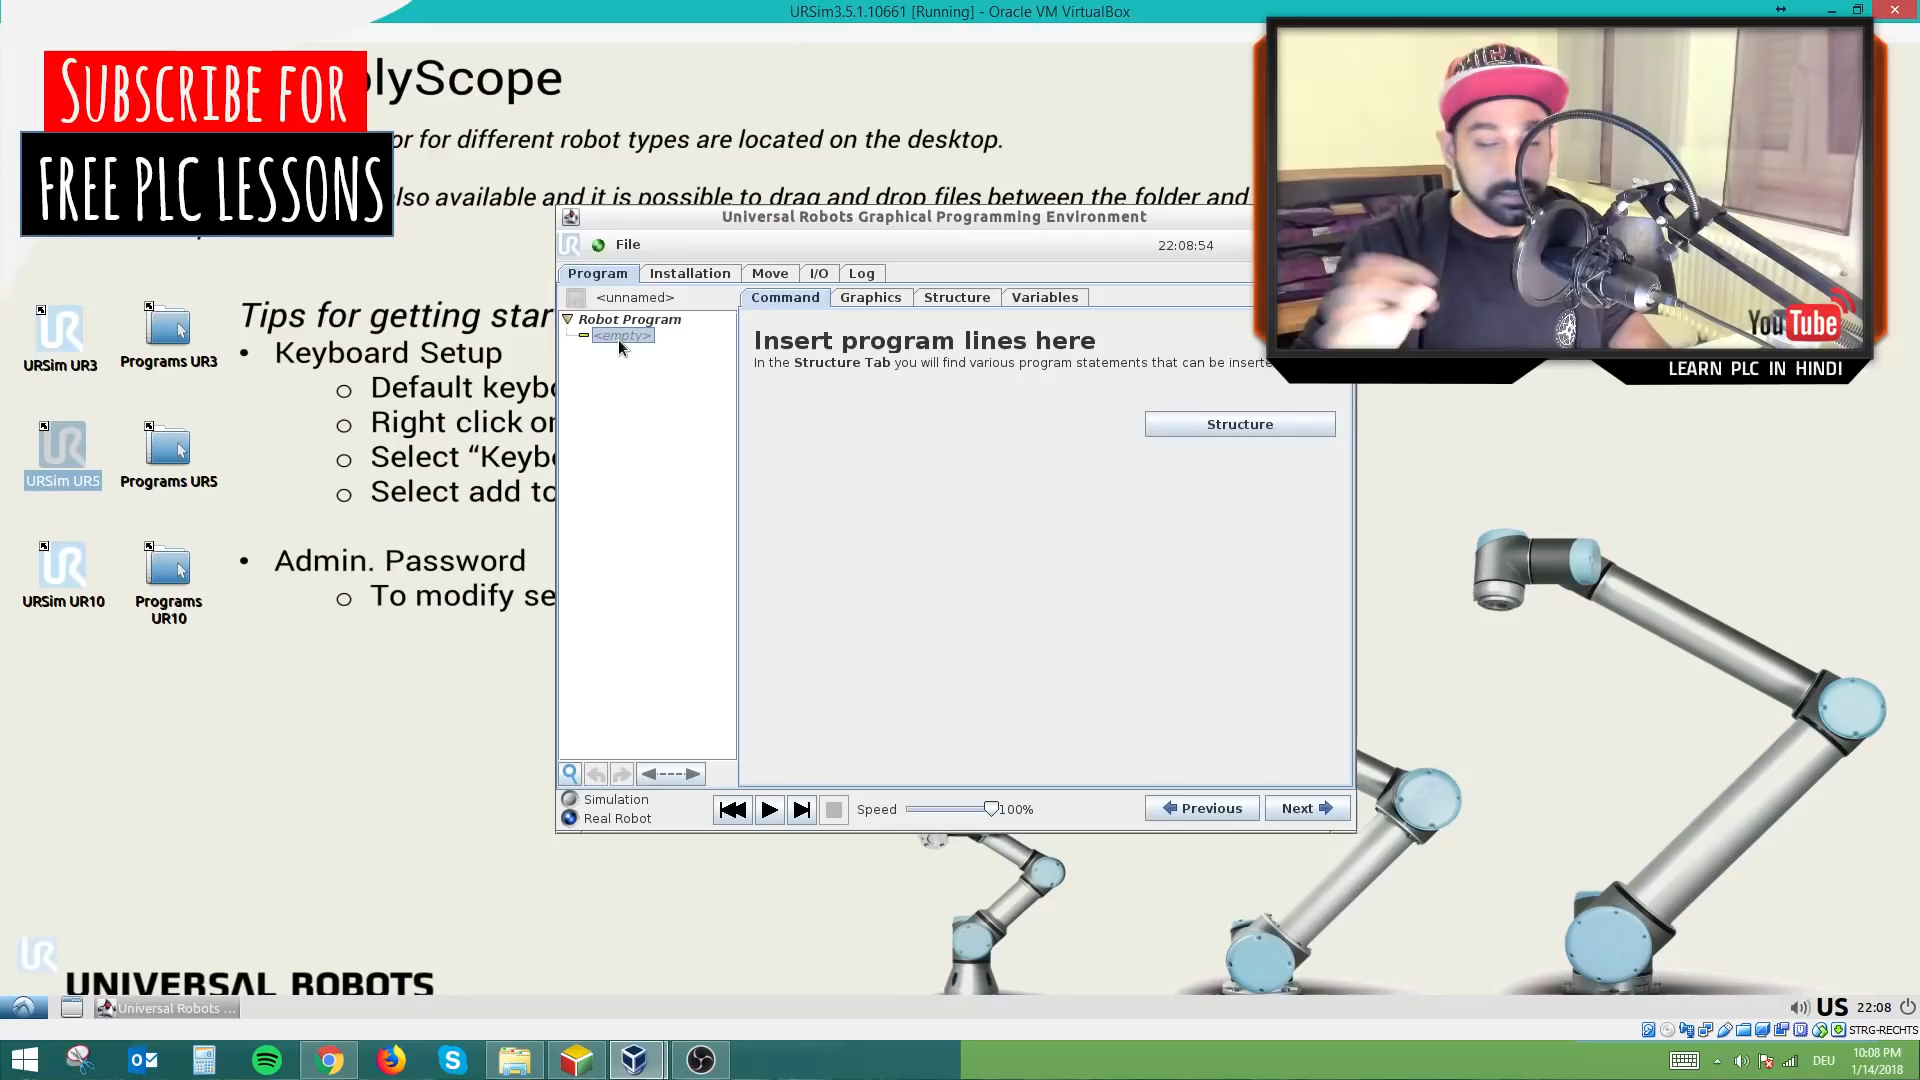 URSim3.5.1.10661 [Running] - Oracle VM VirtualBox
SUBSCRIBE FOR
FREE PLC LESSONS
lyScope
or for different robot types are located on the desktop.
also available and it is possible to drag and drop files between the folder and
Universal Robots Graphical Programming Environment
File
22:08:54
Program
Installation
Move
I/O
Log
<unnamed>
Command
Graphics
Structure
Variables
Robot Program
<empty>
Insert program lines here
In the Structure Tab you will find various program statements that can be inserte
Structure
YouTube
LEARN PLC IN HINDI
URSim UR3
Programs UR3
URSim UR5
Programs UR5
URSim UR10
Programs
UR10
Tips for getting star
• Keyboard Setup
o Default keybo
o Right click on
o Select “Keybo
o Select add to
• Admin. Password
o To modify se
Simulation
Real Robot
Speed
100%
Previous
Next
UR
UNIVERSAL ROBOTS
Universal Robots ...
US
22:08
STRG-RECHTS
DEU
10:08 PM
1/14/2018